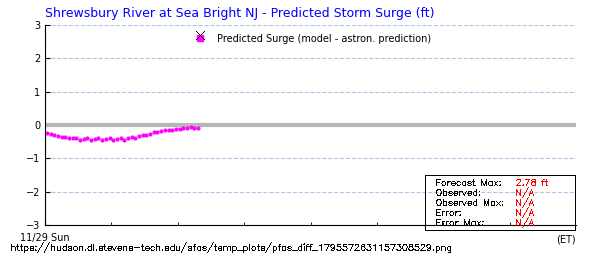 Shrewsbury River at Sea Bright NJ - Predicted Storm Surge (ft)
3
Predicted Surge (model - astron. prediction)
2
1
0
−1
−2
−3
Forecast Max: 2.78 ft
Observed: N/A
Observed Max: N/A
Error: N/A
Error Max: N/A
11/29 Sun
(ET)
https://hudson.dl.stevens-tech.edu/sfas/temp_plots/pfas_diff_1795572631157308529.png